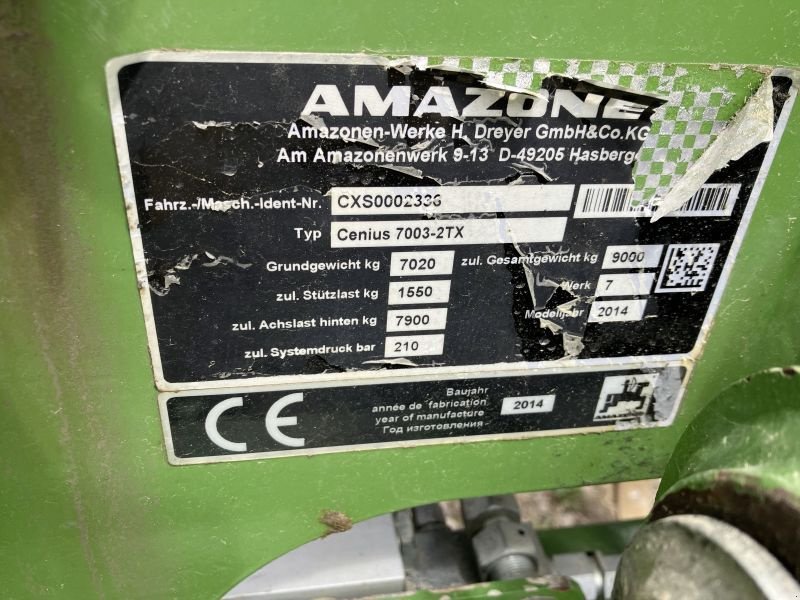 AMAZONE
Amazonen-Werke H. Dreyer GmbH&Co.KG
Am Amazonenwerk 9-13 D-49205 Hasberge
Fahrz.-/Masch.-Ident-Nr. CXS0002336
Typ Cenius 7003-2TX
Grundgewicht kg 7020 zul. Gesamtgewicht kg 9000
zul. Stützlast kg 1550 Werk 7
zul. Achslast hinten kg 7900 Modelljahr 2014
zul. Systemdruck bar 210
CE
Baujahr
année de fabrication
year of manufacture
Год изготовления
2014
AMAZONE